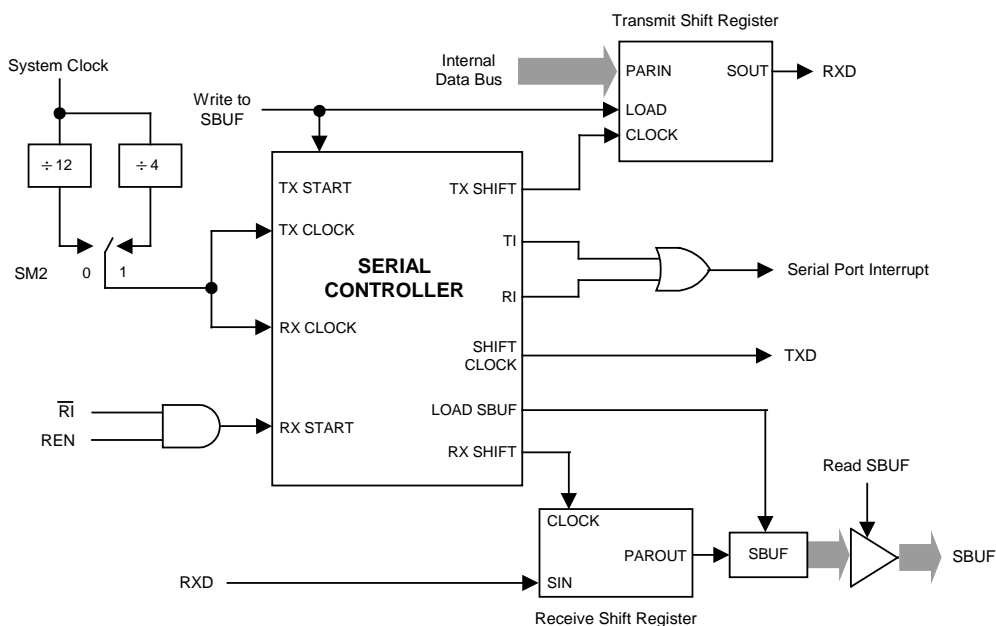 Transmit Shift Register
System Clock
Internal
Data Bus
PARIN
SOUT
RXD
Write to
SBUF
LOAD
CLOCK
÷ 12
÷ 4
TX START
TX SHIFT
TX CLOCK
TI
SM2
0
1
SERIAL
CONTROLLER
Serial Port Interrupt
RI
RX CLOCK
SHIFT
CLOCK
TXD
RI
LOAD SBUF
REN
RX START
RX SHIFT
Read SBUF
CLOCK
PAROUT
SBUF
SBUF
RXD
SIN
Receive Shift Register